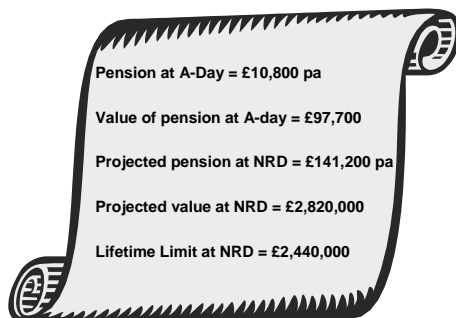 Pension at A-Day = £10,800 pa
Value of pension at A-day = £97,700
Projected pension at NRD = £141,200 pa
Projected value at NRD = £2,820,000
Lifetime Limit at NRD = £2,440,000